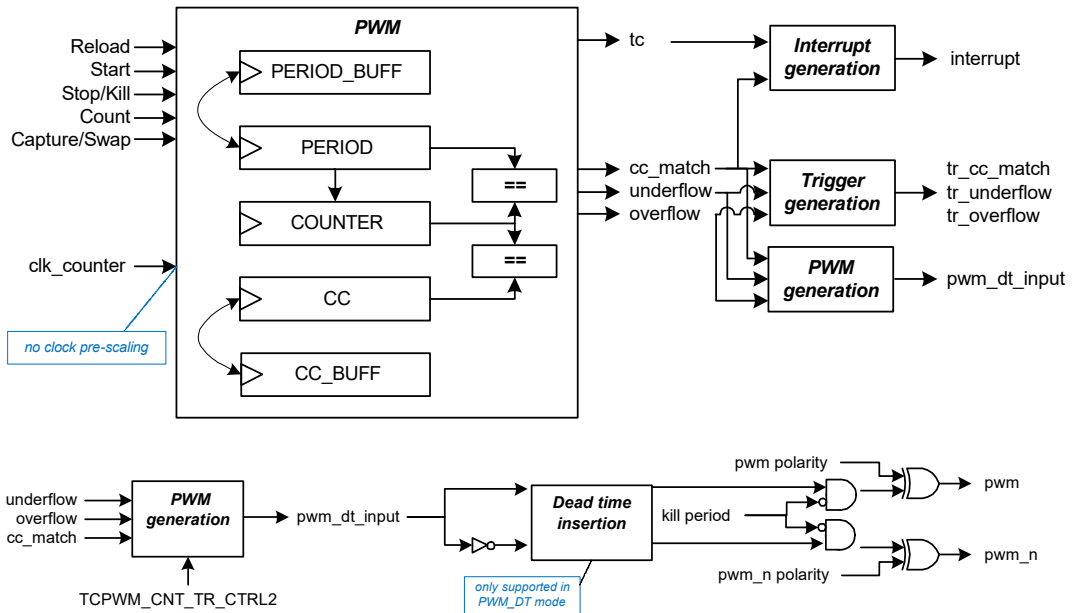 PWM
Reload
Start
Stop/Kill
Count
Capture/Swap
clk_counter
no clock pre-scaling
PERIOD_BUFF
PERIOD
==
COUNTER
==
CC
CC_BUFF
tc
cc_match
underflow
overflow
Interrupt
generation
interrupt
Trigger
generation
tr_cc_match
tr_underflow
tr_overflow
PWM
generation
pwm_dt_input
underflow
overflow
cc_match
PWM
generation
TCPWM_CNT_TR_CTRL2
pwm_dt_input
Dead time
insertion
only supported in
PWM_DT mode
pwm polarity
kill period
pwm_n polarity
pwm
pwm_n